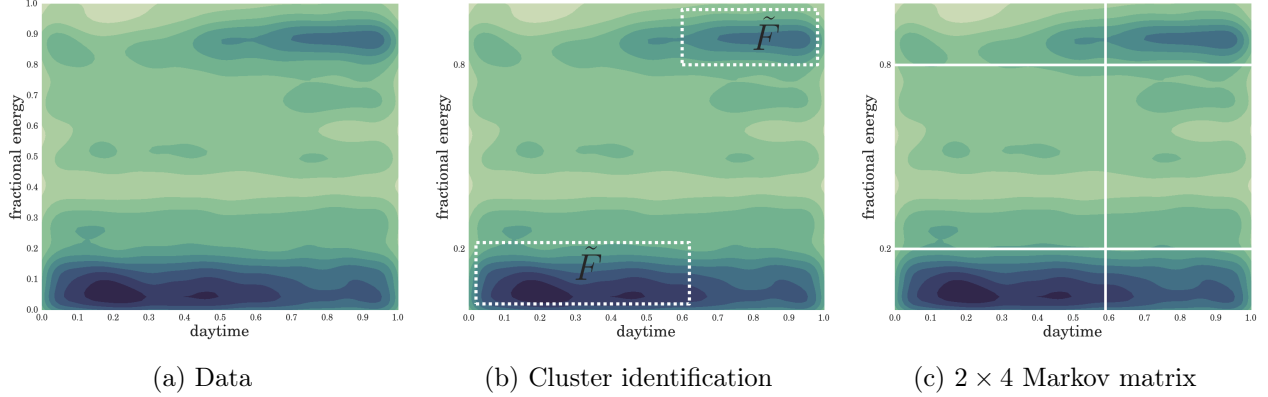 1.0
0.9
0.8
0.7
0.6
0.5
0.4
0.3
0.2
0.1
0.0
fractional energy
0.0 0.1 0.2 0.3 0.4 0.5 0.6 0.7 0.8 0.9 1.0
daytime
(a) Data
0.8
0.2
fractional energy
F̃
F̃
0.0 0.1 0.2 0.3 0.4 0.5 0.6 0.7 0.8 0.9 1.0
daytime
(b) Cluster identification
0.8
0.2
fractional energy
0.0 0.1 0.2 0.3 0.4 0.5 0.6 0.7 0.8 0.9 1.0
daytime
(c) 2 × 4 Markov matrix